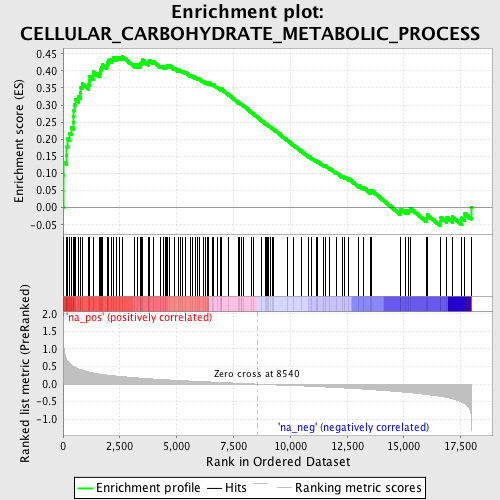 Enrichment plot:
CELLULAR_CARBOHYDRATE_METABOLIC_PROCESS
Enrichment score (ES)
0.45
0.40
0.35
0.30
0.25
0.20
0.15
0.10
0.05
0.00
-0.05
'na_pos' (positively correlated)
Ranked list metric (PreRanked)
2.0
1.5
1.0
0.5
0.0
-0.5
-1.0
Zero cross at 8540
'na_neg' (negatively correlated)
0
2,500
5,000
7,500
10,000
12,500
15,000
17,500
Rank in Ordered Dataset
Enrichment profile
Hits
Ranking metric scores